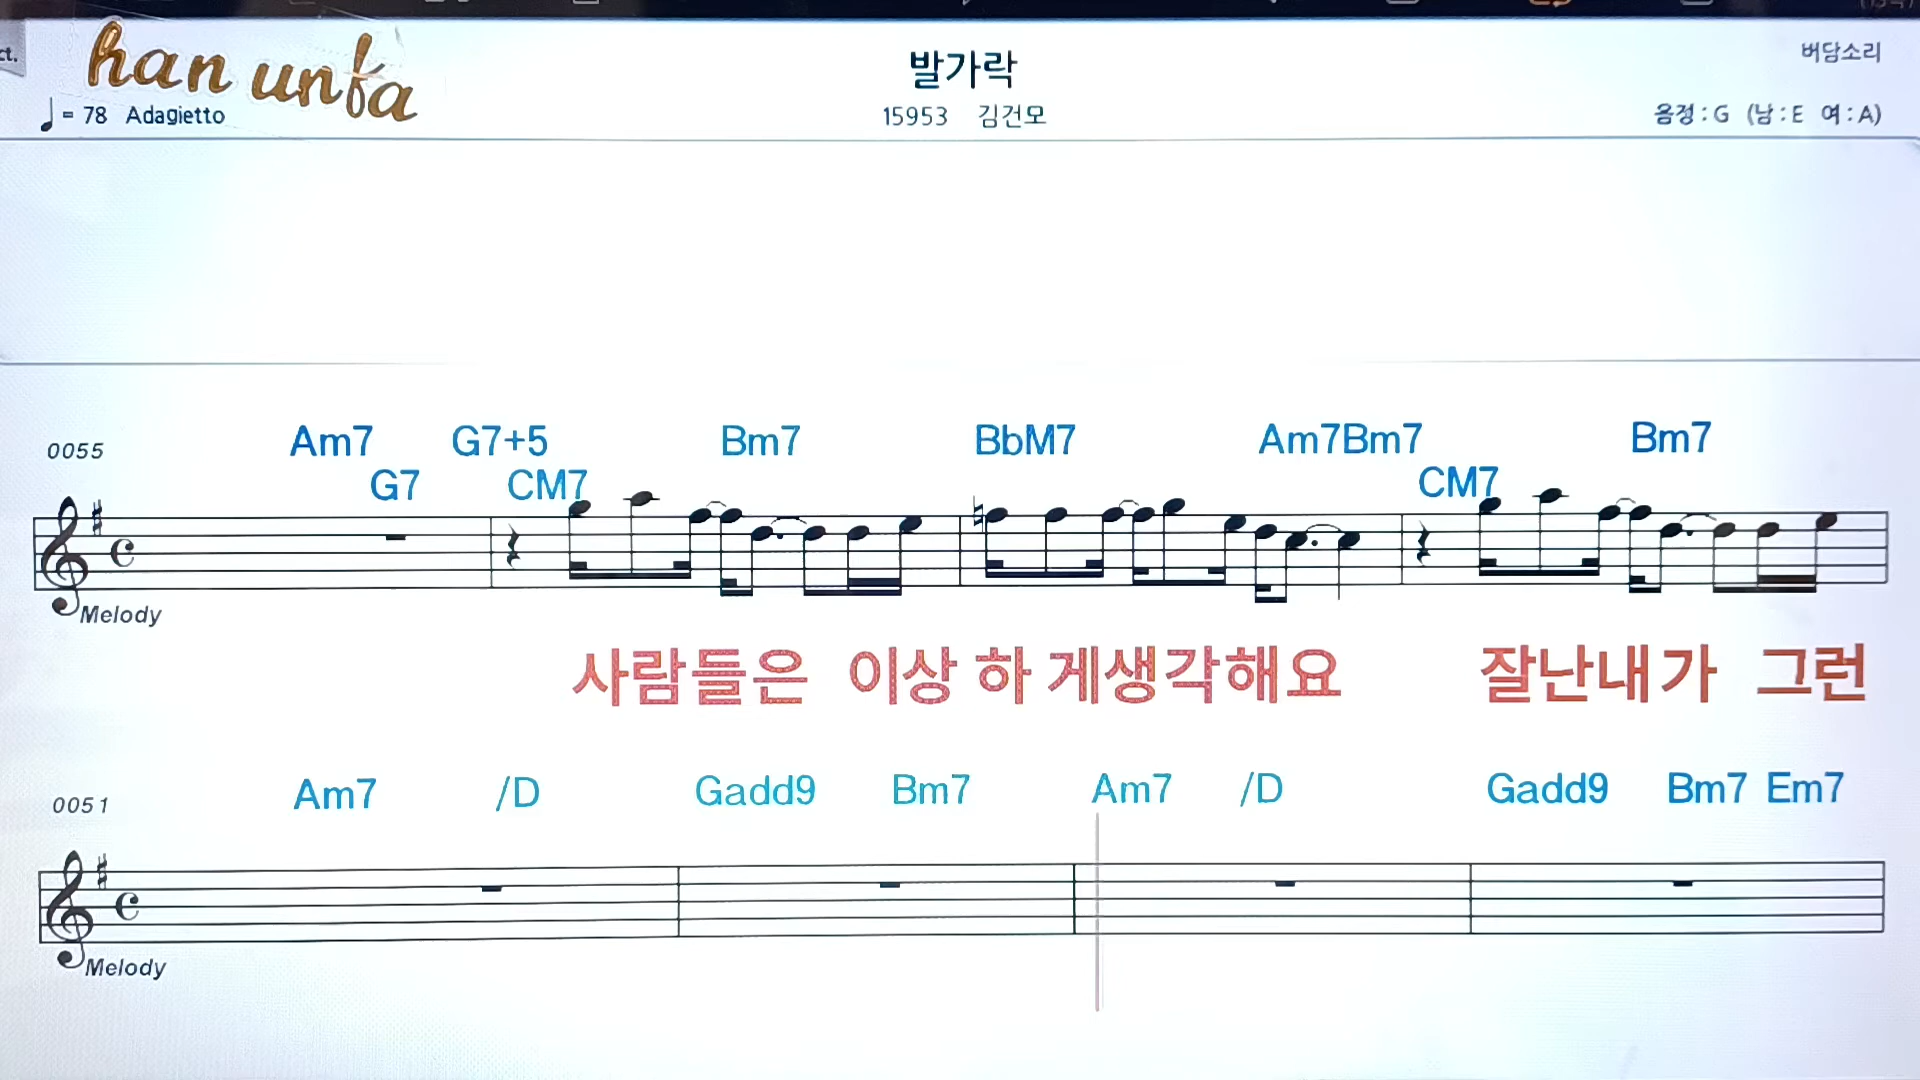 ct.
han unfa
♩ = 78 Adagietto
발가락
15953 김건모
버담소리
음정 : G (남 : E 여 : A)
0055
Am7 G7+5 Bm7 BbM7 Am7Bm7 Bm7
G7 CM7 CM7
Melody
사람들은 이상 하 게생각해요 잘난내가 그런
0051
Am7 /D Gadd9 Bm7 Am7 /D Gadd9 Bm7 Em7
Melody